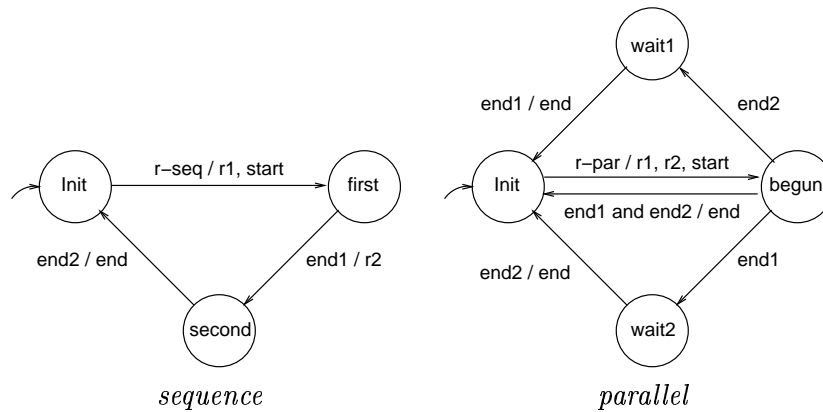 Init
r-seq / r1, start
first
end2 / end
end1 / r2
second
sequence
wait1
end1 / end
end2
Init
r-par / r1, r2, start
begun
end1 and end2 / end
end2 / end
end1
wait2
parallel